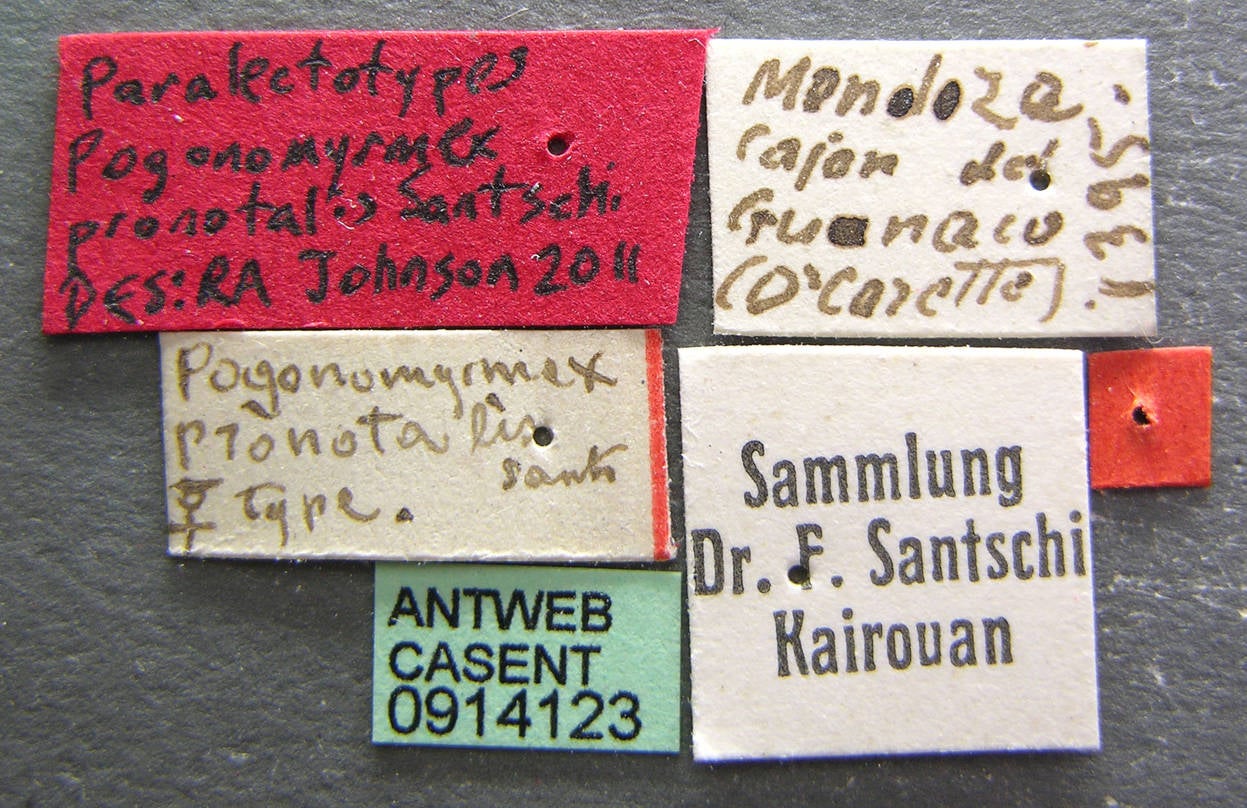 Paralectotypes
Pogonomyrmex
pronotalis Santschi.
DES: RA Johnson 2011
Mendoza
Cajon del
Guanaco
(Dr Carette)
Pogonomyrmex
pronotalis
Sants
☿ Type.
Sammlung
Dr. F. Santschi
Kairouan
ANTWEB
CASENT
0914123